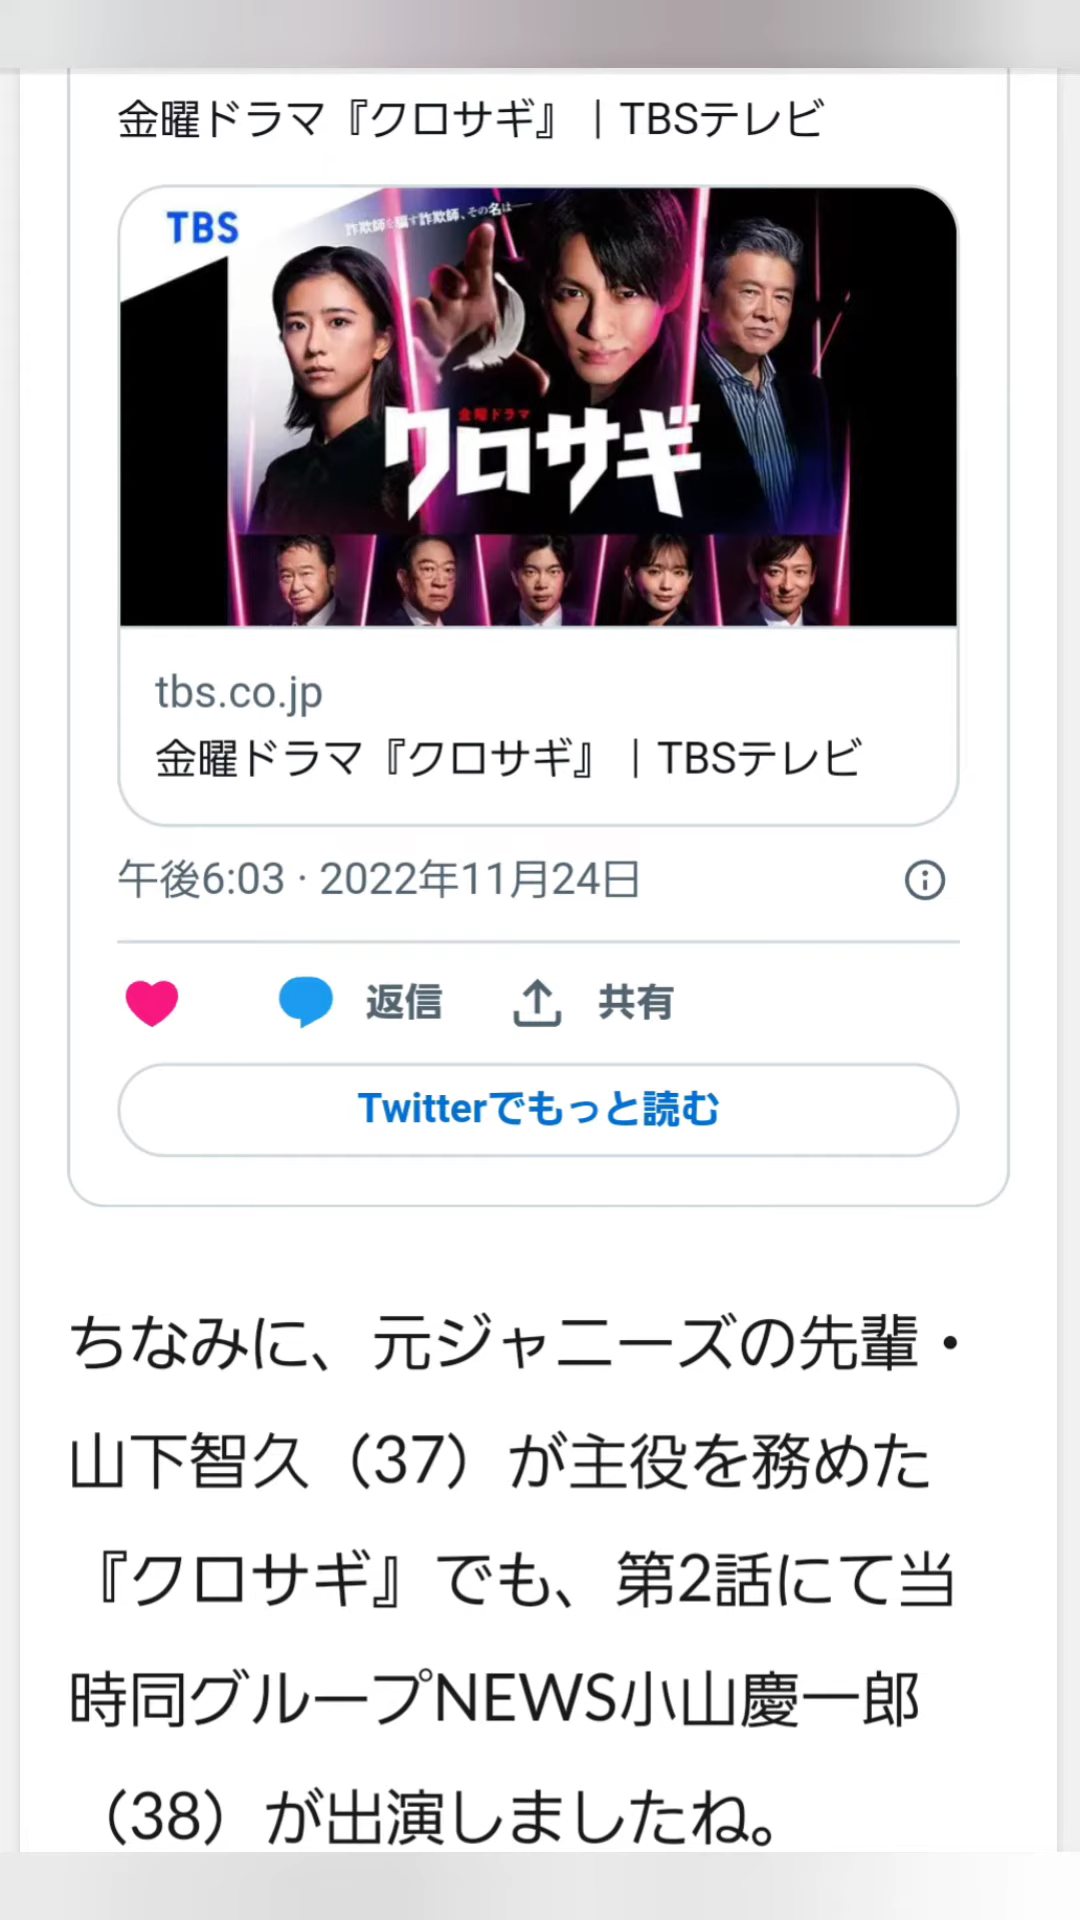 金曜ドラマ『クロサギ』｜TBSテレビ
TBS
詐欺師を騙す詐欺師、その名は──
金曜ドラマ
クロサギ
tbs.co.jp
金曜ドラマ『クロサギ』｜TBSテレビ
午後6:03 · 2022年11月24日
返信 共有
Twitterでもっと読む
ちなみに、元ジャニーズの先輩・
山下智久（37）が主役を務めた
『クロサギ』でも、第2話にて当
時同グループNEWS小山慶一郎
（38）が出演しましたね。